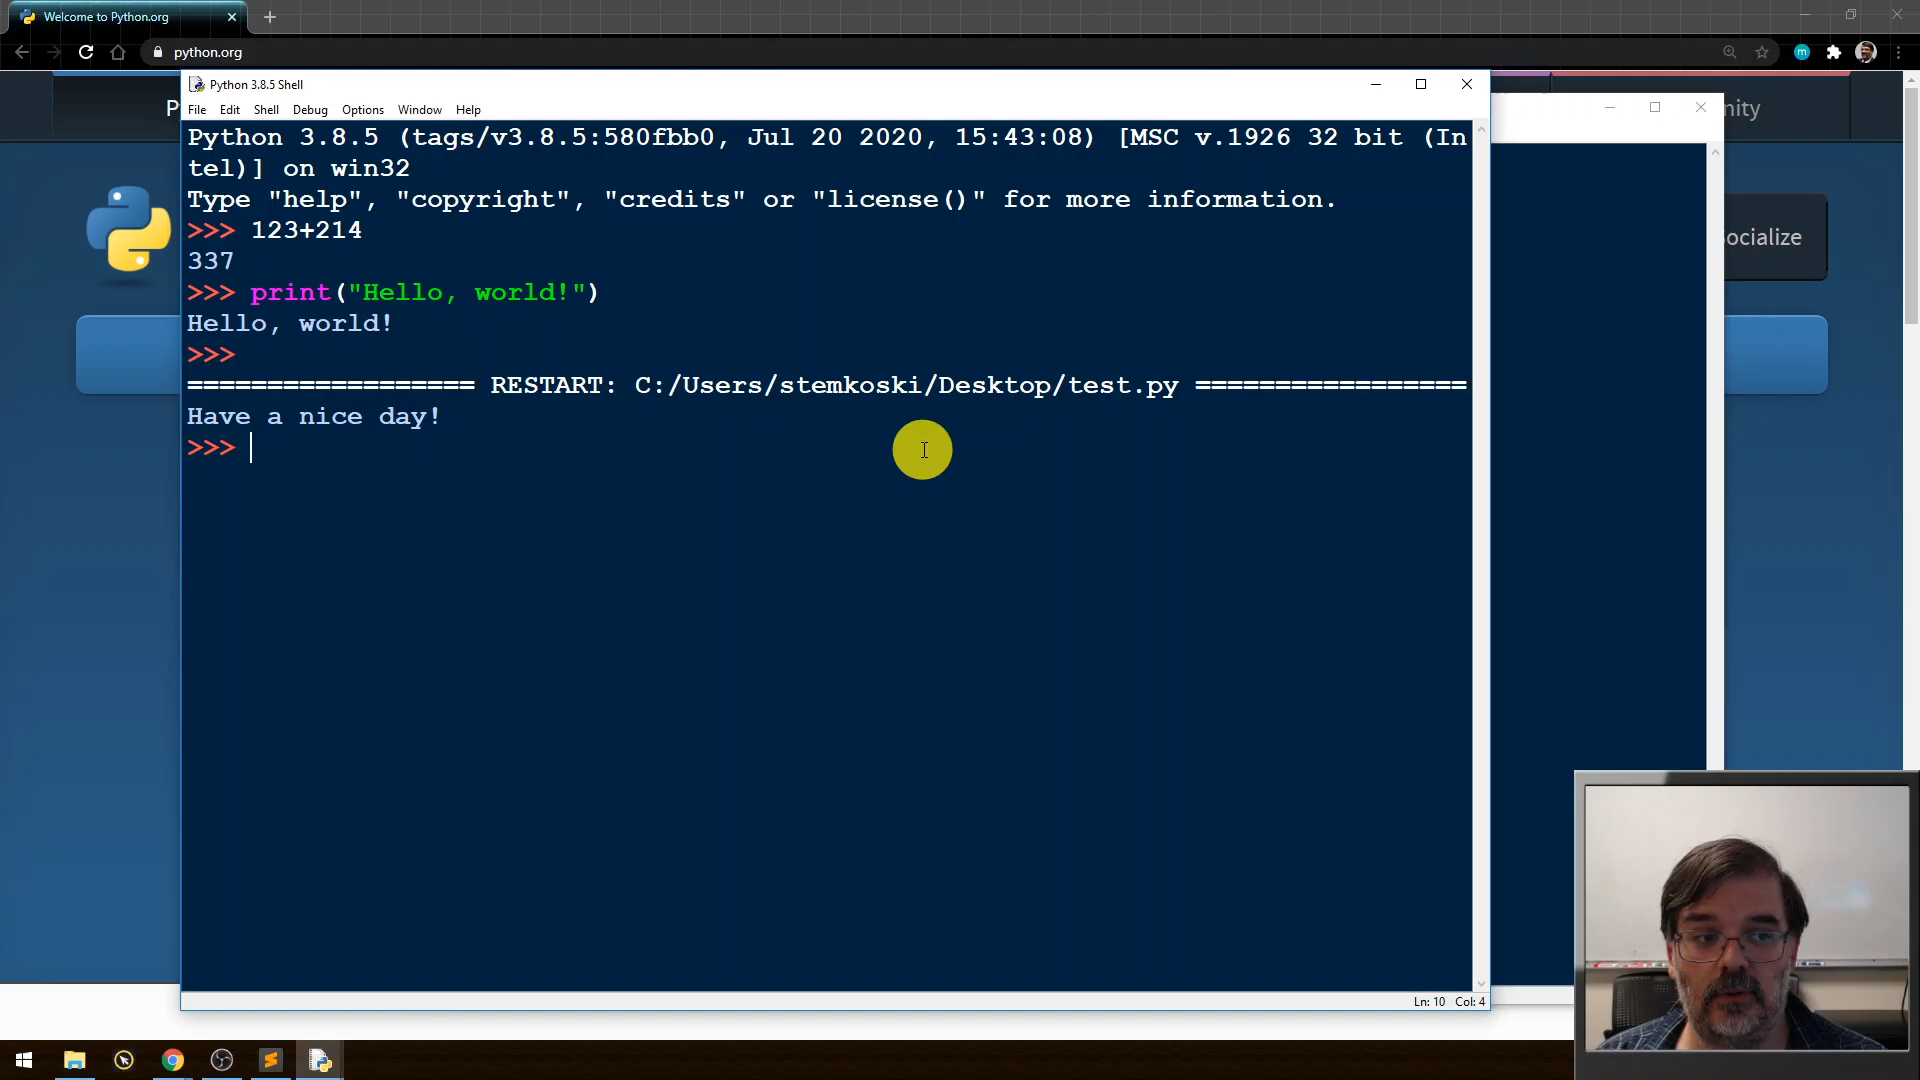 Welcome to Python.org
python.org
Python 3.8.5 Shell
File Edit Shell Debug Options Window Help
Python 3.8.5 (tags/v3.8.5:580fbb0, Jul 20 2020, 15:43:08) [MSC v.1926 32 bit (In
tel)] on win32
Type "help", "copyright", "credits" or "license()" for more information.
>>> 123+214
337
>>> print("Hello, world!")
Hello, world!
>>>
================== RESTART: C:/Users/stemkoski/Desktop/test.py =================
Have a nice day!
>>>
P
nity
ocialize
Ln: 10 Col: 4